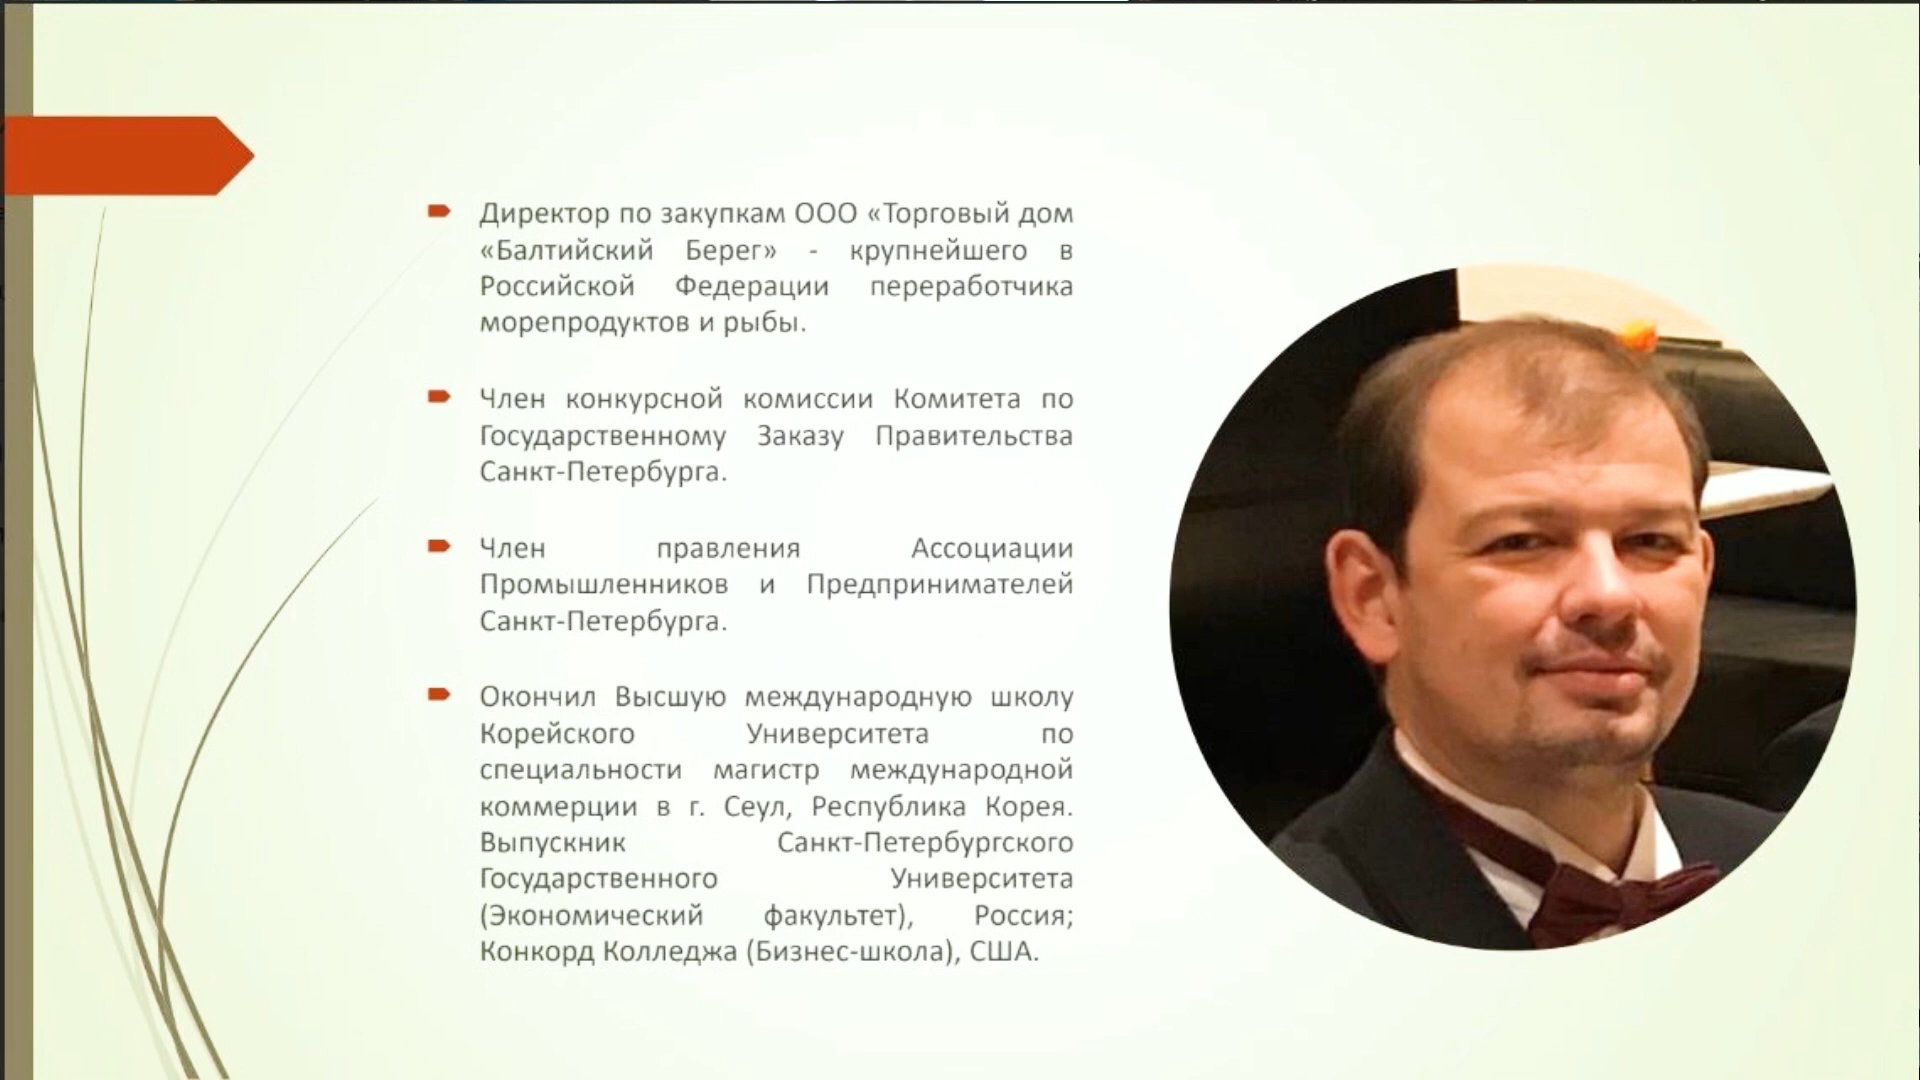 Директор по закупкам ООО «Торговый дом
«Балтийский Берег» - крупнейшего в
Российской Федерации переработчика
морепродуктов и рыбы.
Член конкурсной комиссии Комитета по
Государственному Заказу Правительства
Санкт-Петербурга.
Член правления Ассоциации
Промышленников и Предпринимателей
Санкт-Петербурга.
Окончил Высшую международную школу
Корейского Университета по
специальности магистр международной
коммерции в г. Сеул, Республика Корея.
Выпускник Санкт-Петербургского
Государственного Университета
(Экономический факультет), Россия;
Конкорд Колледжа (Бизнес-школа), США.